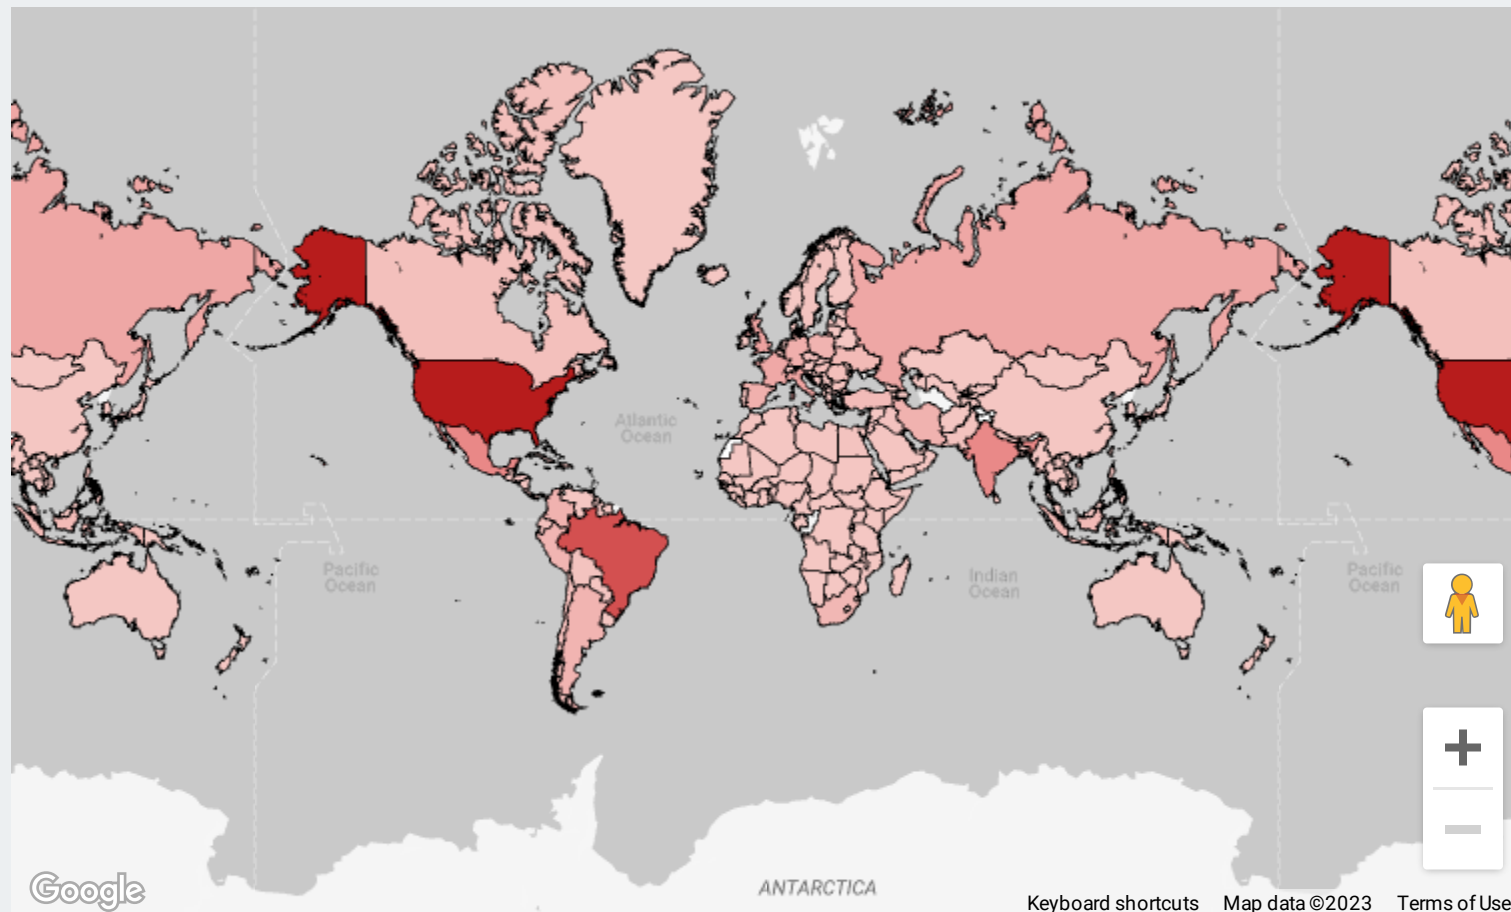 Atlantic
Ocean
Pacific
Ocean
Indian
Ocean
Pacific
Ocean
ANTARCTICA
Google
Keyboard shortcuts
Map data ©2023
Terms of Use